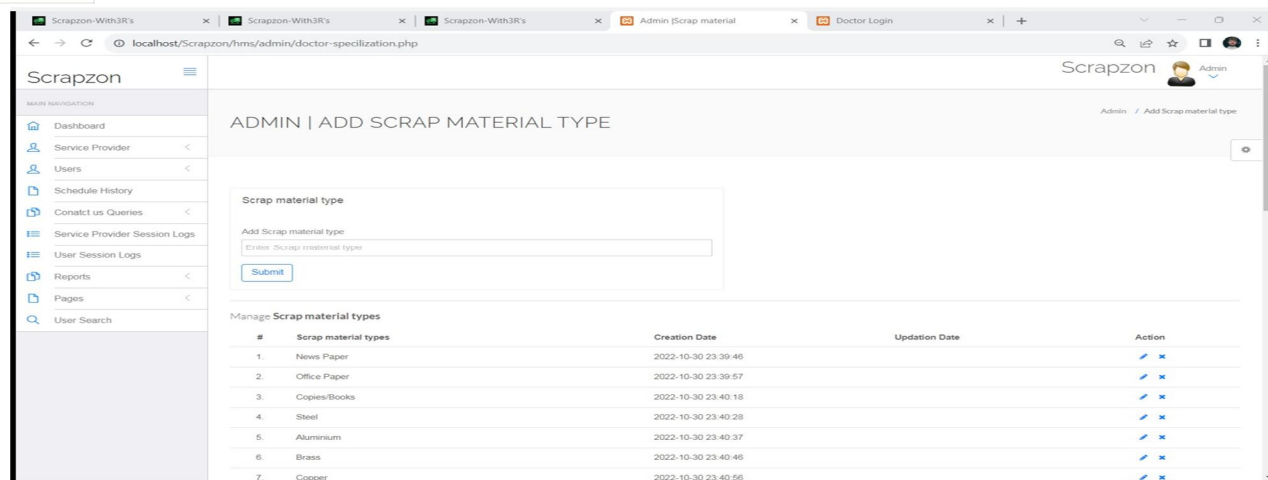 Scrapzon-With3R's
Scrapzon-With3R's
Scrapzon-With3R's
Admin |Scrap material
Doctor Login
localhost/Scrapzon/hms/admin/doctor-specilization.php
Scrapzon
Scrapzon
Admin
MAIN NAVIGATION
Dashboard
Service Provider
Users
Schedule History
Conatct us Queries
Service Provider Session Logs
User Session Logs
Reports
Pages
User Search
ADMIN | ADD SCRAP MATERIAL TYPE
Admin / Add Scrap material type
Scrap material type
Add Scrap material type
Enter Scrap material type
Submit
Manage Scrap material types
# Scrap material types Creation Date Updation Date Action
1. News Paper 2022-10-30 23:39:46
2. Office Paper 2022-10-30 23:39:57
3. Copies/Books 2022-10-30 23:40:18
4. Steel 2022-10-30 23:40:28
5. Aluminium 2022-10-30 23:40:37
6. Brass 2022-10-30 23:40:46
7. Copper 2022-10-30 23:40:56